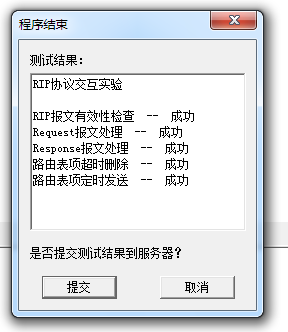 程序结束
测试结果：
RIP协议交互实验
RIP报文有效性检查 -- 成功
Request报文处理 -- 成功
Response报文处理 -- 成功
路由表项超时删除 -- 成功
路由表项定时发送 -- 成功
是否提交测试结果到服务器？
提交
取消